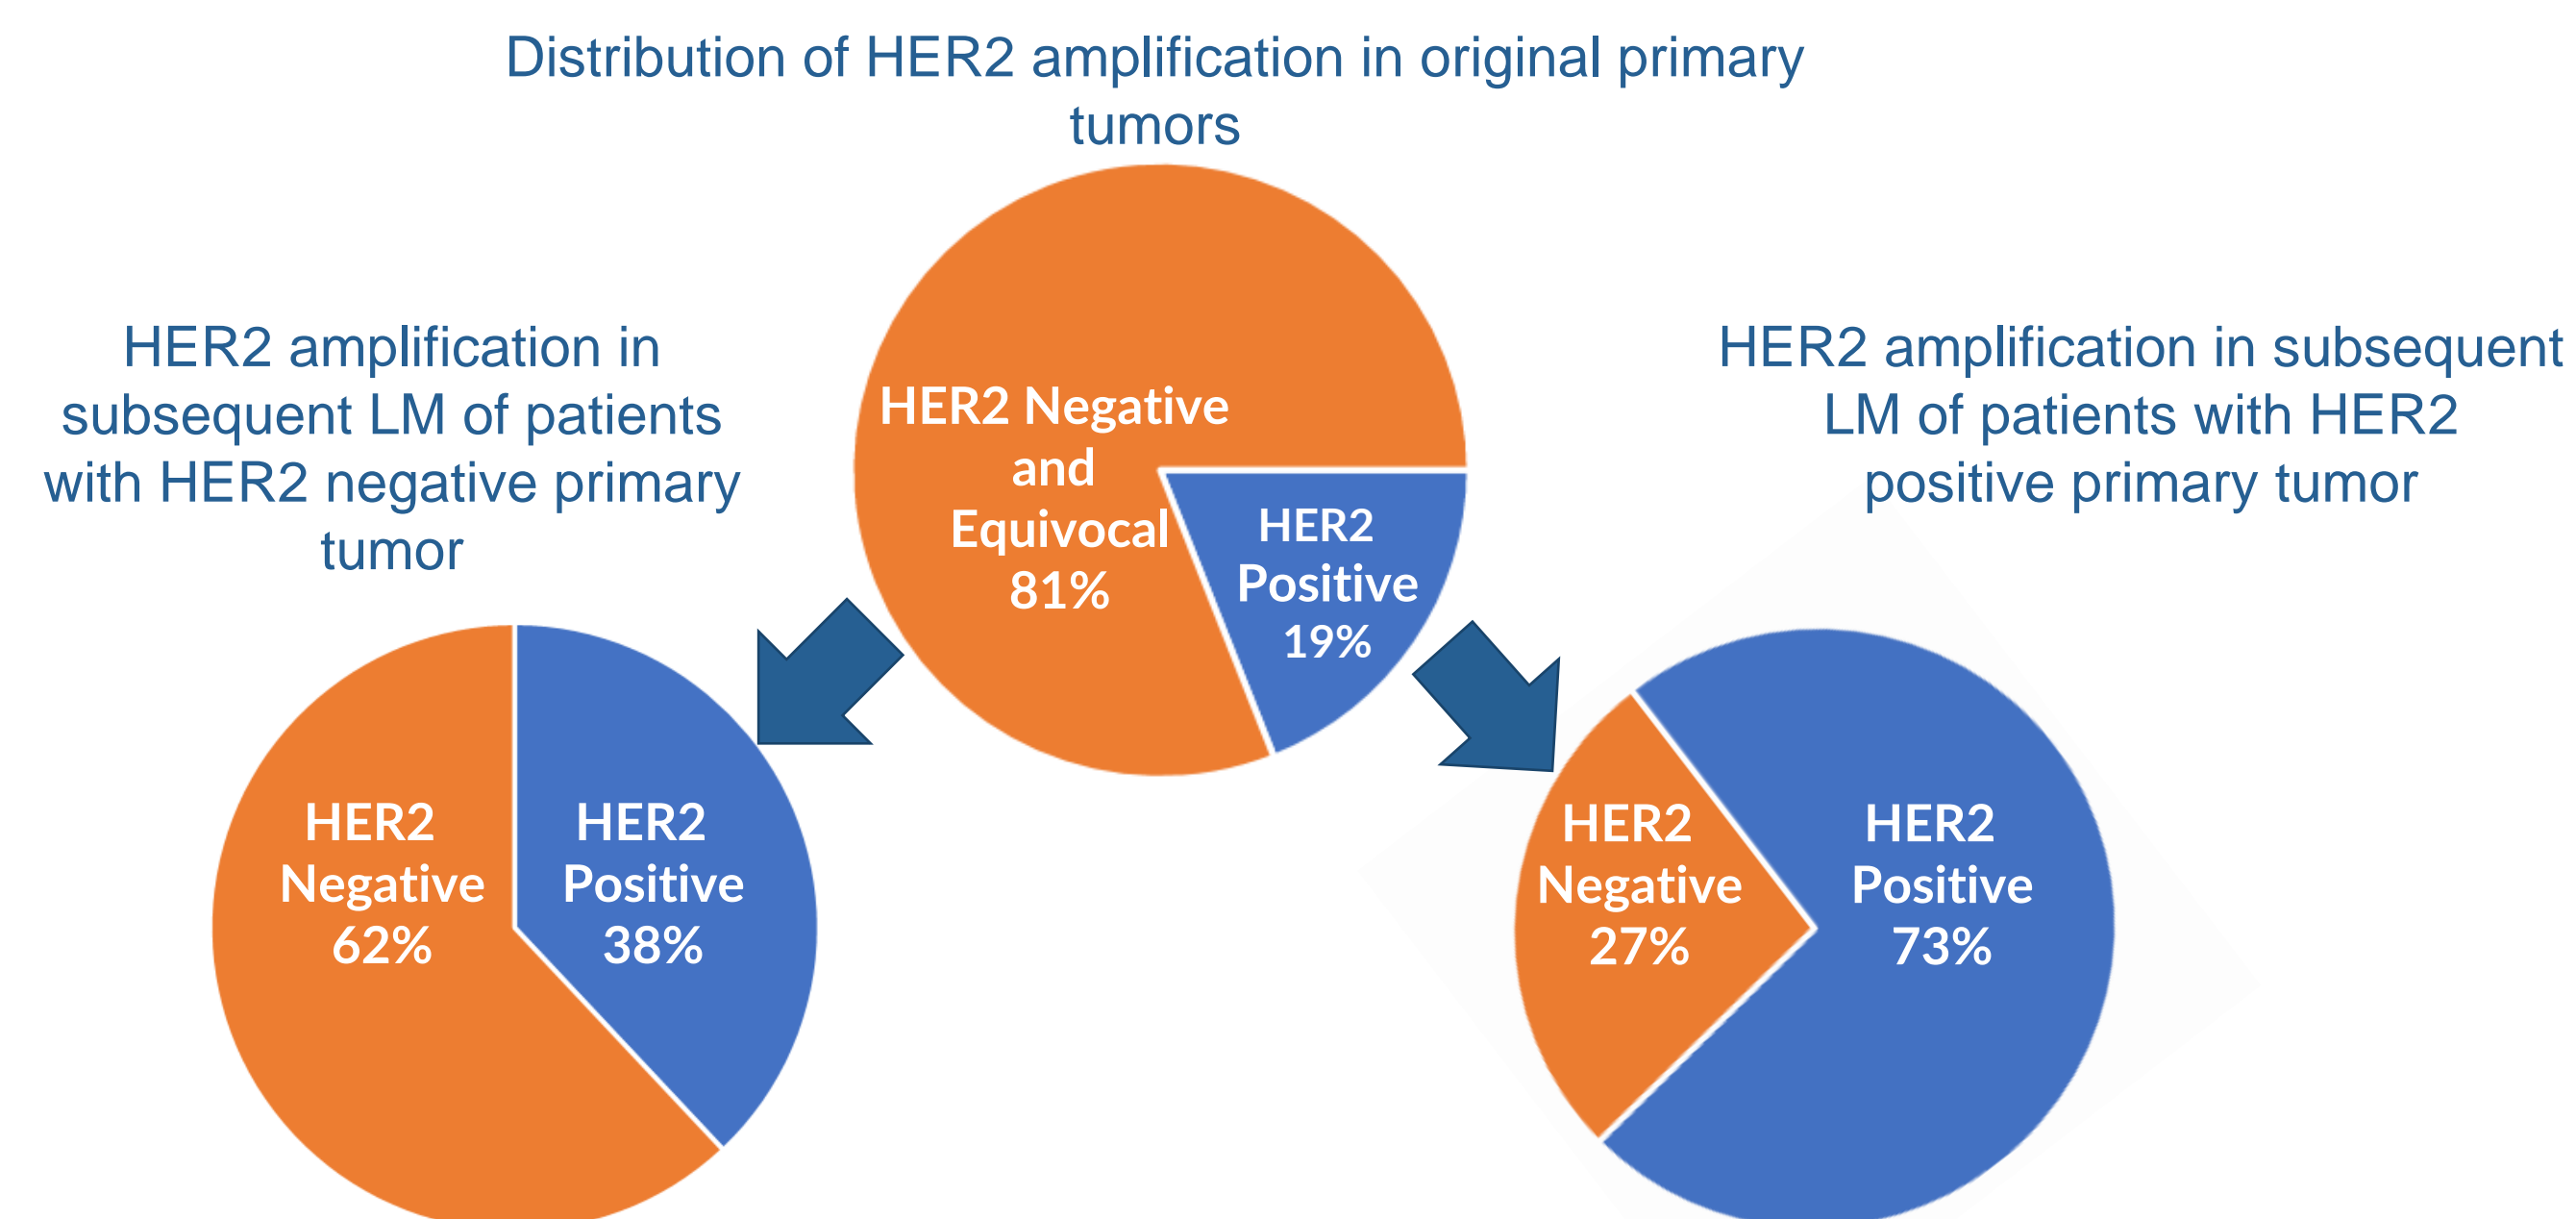 Distribution of HER2 amplification in original primary
tumors
HER2 Negative
and
Equivocal
81%
HER2
Positive
19%
HER2 amplification in
subsequent LM of patients
with HER2 negative primary
tumor
HER2
Negative
62%
HER2
Positive
38%
HER2 amplification in subsequent
LM of patients with HER2
positive primary tumor
HER2
Negative
27%
HER2
Positive
73%